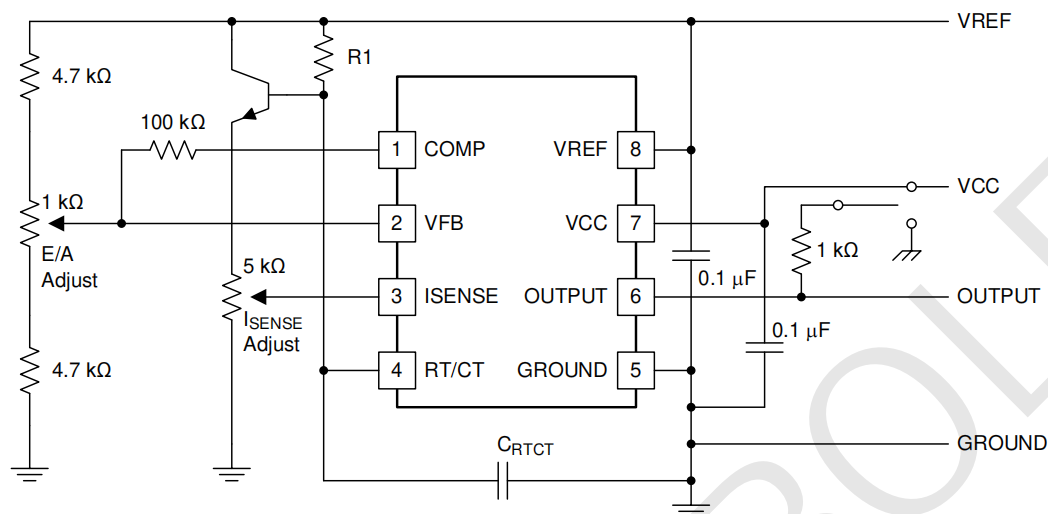 VREF
R1
4.7 kΩ
100 kΩ
1 COMP
VREF 8
VCC
1 kΩ
2 VFB
VCC 7
E/A
Adjust
1 kΩ
5 kΩ
0.1 μF
3 ISENSE
OUTPUT 6
OUTPUT
ISENSE
Adjust
0.1 μF
4.7 kΩ
4 RT/CT
GROUND 5
CRTCT
GROUND